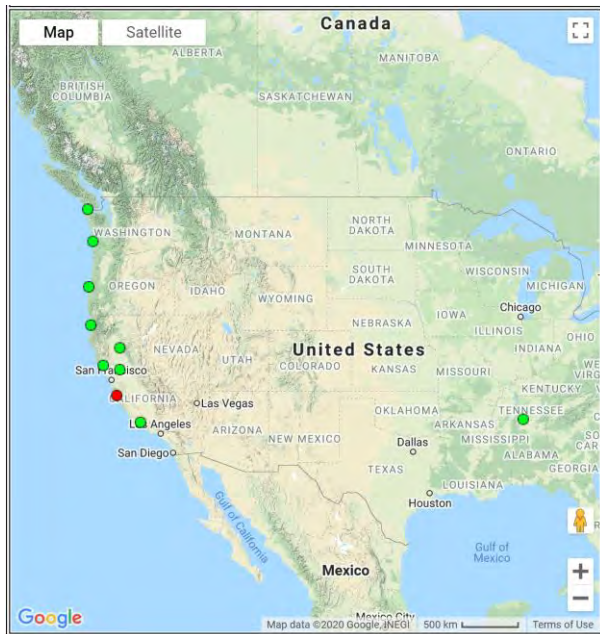 Map
Satellite
Canada
ALBERTA
MANITOBA
BRITISH
COLUMBIA
SASKATCHEWAN
ONTARIO
WASHINGTON
MONTANA
NORTH
DAKOTA
MINNESOTA
OREGON
IDAHO
SOUTH
DAKOTA
WISCONSIN
MICHIGAN
WYOMING
Chicago
IOWA
NEBRASKA
ILLINOIS
INDIANA
OHIO
NEVADA
UTAH
United States
COLORADO
KANSAS
MISSOURI
San Francisco
KENTUCKY
CALIFORNIA
Las Vegas
OKLAHOMA
TENNESSEE
ARKANSAS
Los Angeles
ARIZONA
NEW MEXICO
MISSISSIPPI
Dallas
ALABAMA
San Diego
TEXAS
GEORGIA
LOUISIANA
Houston
Gulf of California
Gulf of
Mexico
Mexico
Mexico City
Google
Map data ©2020 Google, INEGI
500 km
Terms of Use